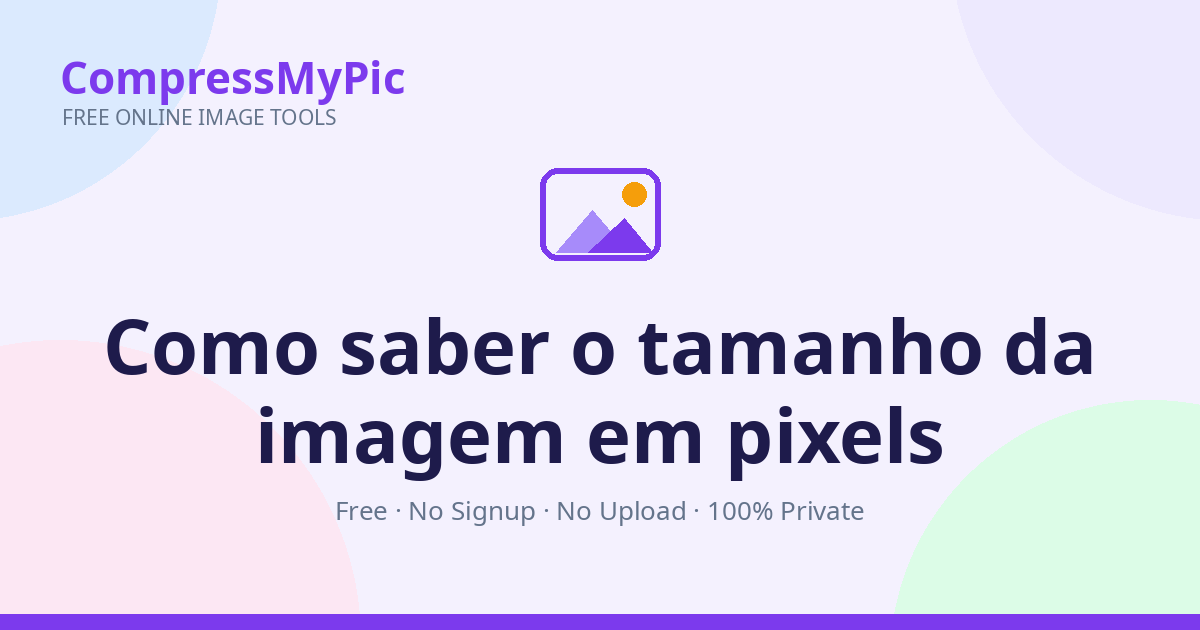 CompressMyPic
FREE ONLINE IMAGE TOOLS
Como saber o tamanho da
imagem em pixels
Free · No Signup · No Upload · 100% Private